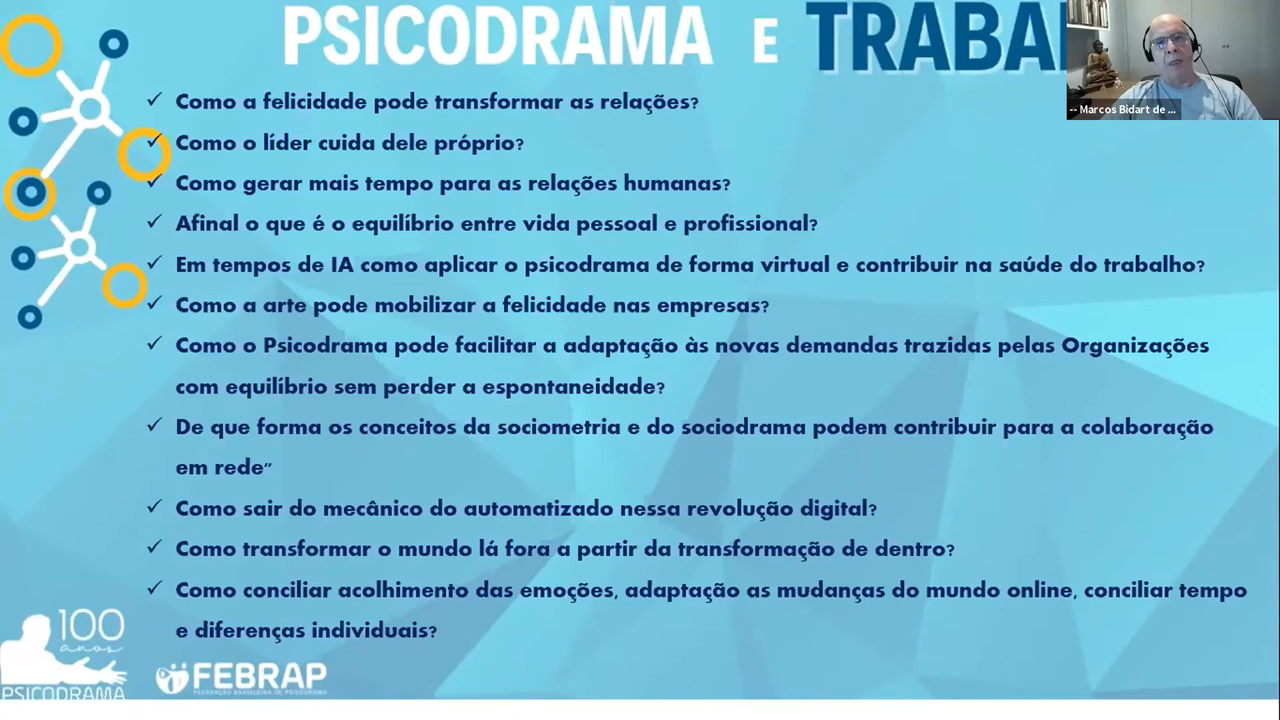 PSICODRAMA E TRABA
-- Marcos Bidart de ...
✓ Como a felicidade pode transformar as relações?
✓ Como o líder cuida dele próprio?
✓ Como gerar mais tempo para as relações humanas?
✓ Afinal o que é o equilíbrio entre vida pessoal e profissional?
✓ Em tempos de IA como aplicar o psicodrama de forma virtual e contribuir na saúde do trabalho?
✓ Como a arte pode mobilizar a felicidade nas empresas?
✓ Como o Psicodrama pode facilitar a adaptação às novas demandas trazidas pelas Organizações
com equilíbrio sem perder a espontaneidade?
✓ De que forma os conceitos da sociometria e do sociodrama podem contribuir para a colaboração
em rede”
✓ Como sair do mecânico do automatizado nessa revolução digital?
✓ Como transformar o mundo lá fora a partir da transformação de dentro?
✓ Como conciliar acolhimento das emoções, adaptação as mudanças do mundo online, conciliar tempo
e diferenças individuais?
100
anos
PSICODRAMA
FEBRAP
FEDERAÇÃO BRASILEIRA DE PSICODRAMA